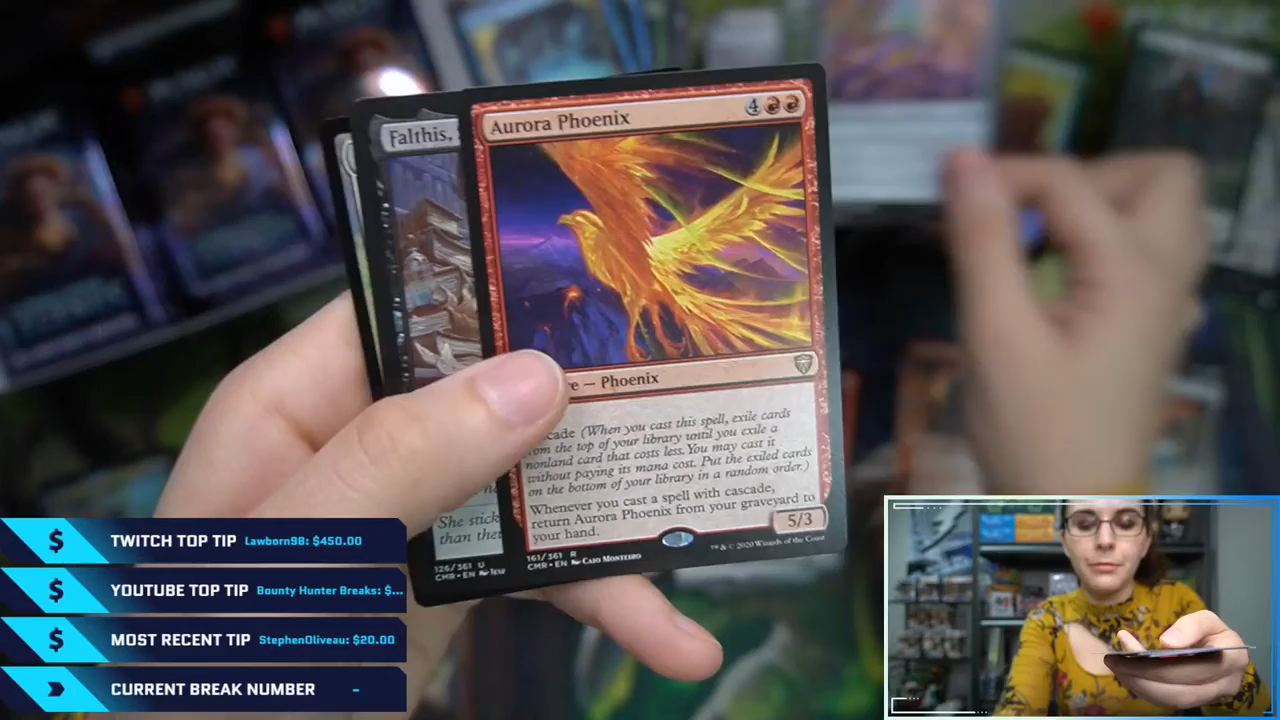 Falthis,
Aurora Phoenix
4
re — Phoenix
cade (When you cast this spell, exile cards
om the top of your library until you exile a
nonland card that costs less. You may cast it
without paying its mana cost. Put the exiled cards
on the bottom of your library in a random order.)
Whenever you cast a spell with cascade,
return Aurora Phoenix from your graveyard to
your hand.
5/3
161/361 R
CMR • EN Caio Monteiro
™ & © 2020 Wizards of the Coast
She stick
than the
126/361 U
CMR • EN
$ TWITCH TOP TIP Lawborn98: $450.00
$ YOUTUBE TOP TIP Bounty Hunter Breaks: $...
$ MOST RECENT TIP StephenOliveau: $20.00
CURRENT BREAK NUMBER -